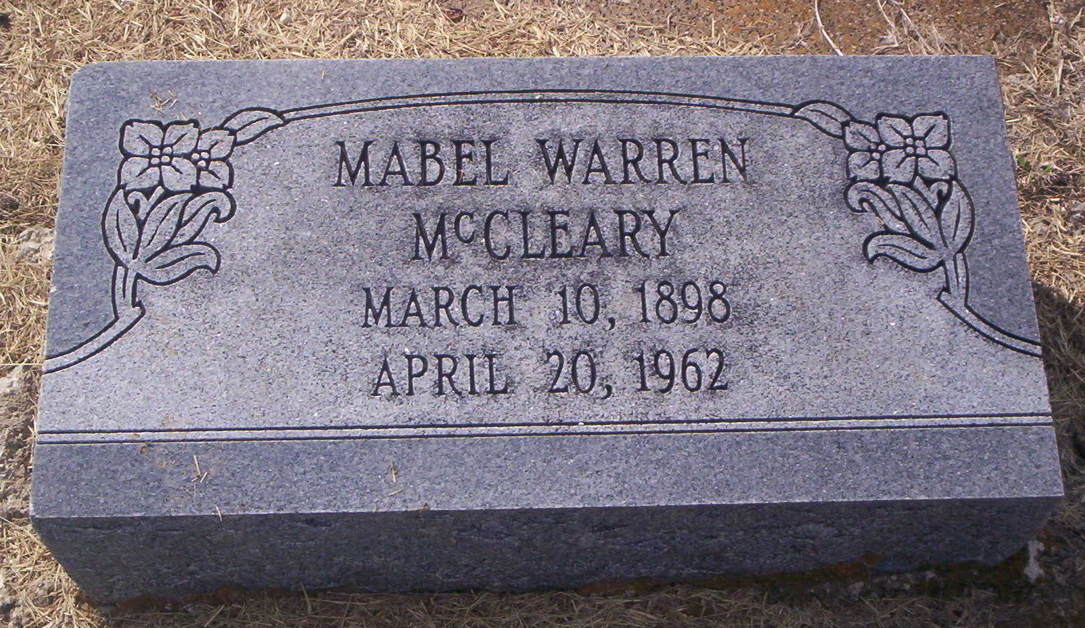 MABEL WARREN
McCLEARY
MARCH 10, 1898
APRIL 20, 1962